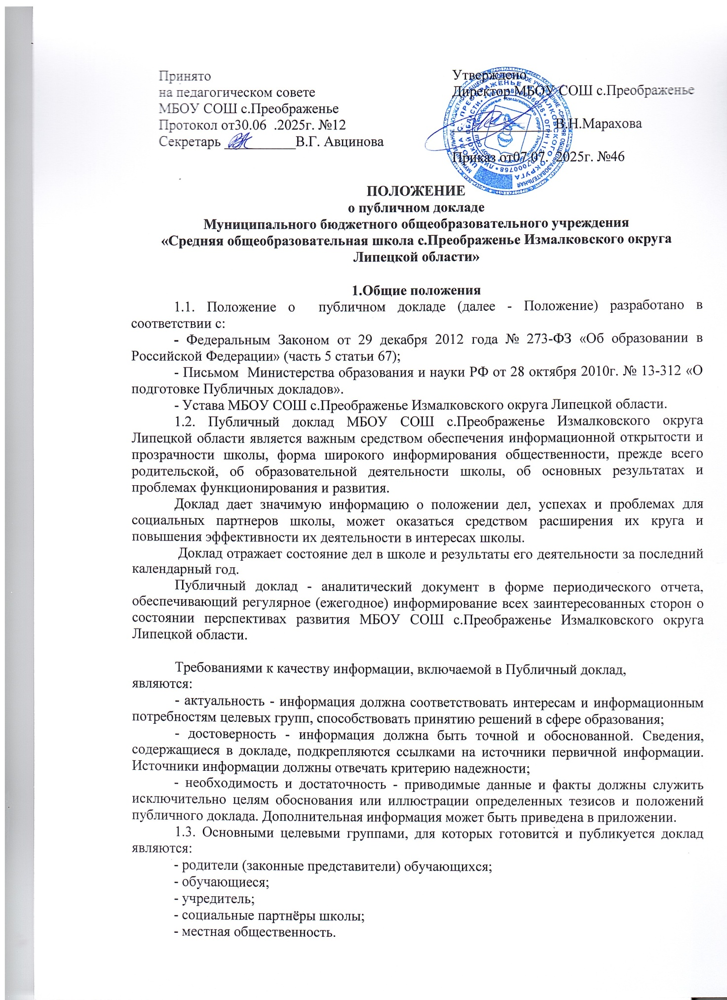 Принято
на педагогическом совете
МБОУ СОШ с.Преображенье
Протокол от30.06 .2025г. №12
Секретарь __________В.Г. Авцинова
Утверждено
Директор МБОУ СОШ с.Преображенье
В.Н.Марахова
Приказ от07.07. 2025г. №46
ПОЛОЖЕНИЕ
о публичном докладе
Муниципального бюджетного общеобразовательного учреждения
«Средняя общеобразовательная школа с.Преображенье Измалковского округа
Липецкой области»
1.Общие положения
1.1. Положение о публичном докладе (далее - Положение) разработано в
соответствии с:
- Федеральным Законом от 29 декабря 2012 года № 273-ФЗ «Об образовании в
Российской Федерации» (часть 5 статьи 67);
- Письмом Министерства образования и науки РФ от 28 октября 2010г. № 13-312 «О
подготовке Публичных докладов».
- Устава МБОУ СОШ с.Преображенье Измалковского округа Липецкой области.
1.2. Публичный доклад МБОУ СОШ с.Преображенье Измалковского округа
Липецкой области является важным средством обеспечения информационной открытости и
прозрачности школы, форма широкого информирования общественности, прежде всего
родительской, об образовательной деятельности школы, об основных результатах и
проблемах функционирования и развития.
Доклад дает значимую информацию о положении дел, успехах и проблемах для
социальных партнеров школы, может оказаться средством расширения их круга и
повышения эффективности их деятельности в интересах школы.
Доклад отражает состояние дел в школе и результаты его деятельности за последний
календарный год.
Публичный доклад - аналитический документ в форме периодического отчета,
обеспечивающий регулярное (ежегодное) информирование всех заинтересованных сторон о
состоянии перспективах развития МБОУ СОШ с.Преображенье Измалковского округа
Липецкой области.
Требованиями к качеству информации, включаемой в Публичный доклад,
являются:
- актуальность - информация должна соответствовать интересам и информационным
потребностям целевых групп, способствовать принятию решений в сфере образования;
- достоверность - информация должна быть точной и обоснованной. Сведения,
содержащиеся в докладе, подкрепляются ссылками на источники первичной информации.
Источники информации должны отвечать критерию надежности;
- необходимость и достаточность - приводимые данные и факты должны служить
исключительно целям обоснования или иллюстрации определенных тезисов и положений
публичного доклада. Дополнительная информация может быть приведена в приложении.
1.3. Основными целевыми группами, для которых готовится и публикуется доклад
являются:
- родители (законные представители) обучающихся;
- обучающиеся;
- учредитель;
- социальные партнёры школы;
- местная общественность.